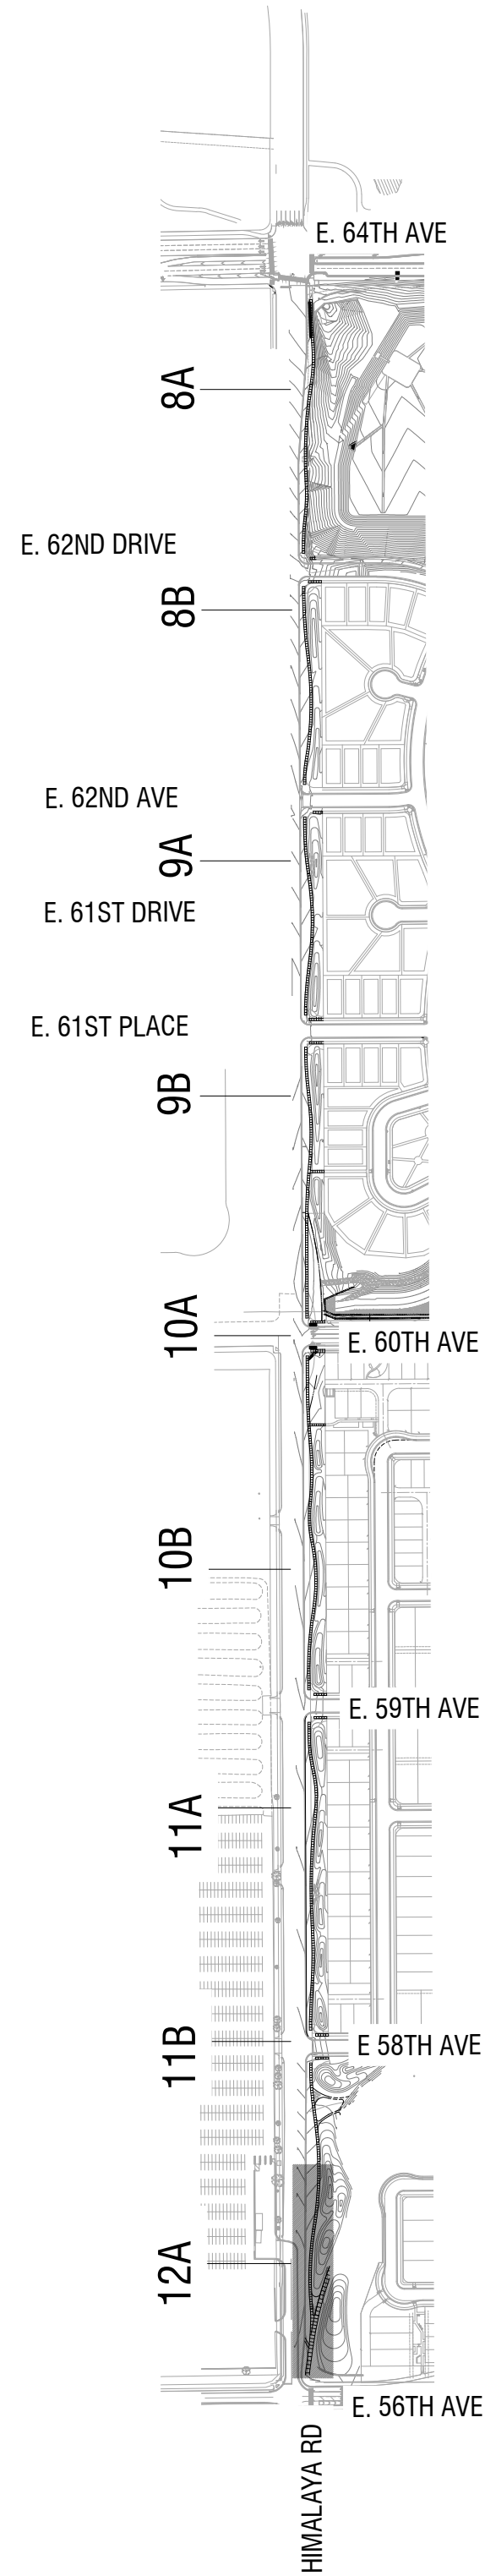 E. 64TH AVE
8A
E. 62ND DRIVE
8B
E. 62ND AVE
9A
E. 61ST DRIVE
E. 61ST PLACE
9B
10A
E. 60TH AVE
10B
E. 59TH AVE
11A
11B
E 58TH AVE
12A
E. 56TH AVE
HIMALAYA RD